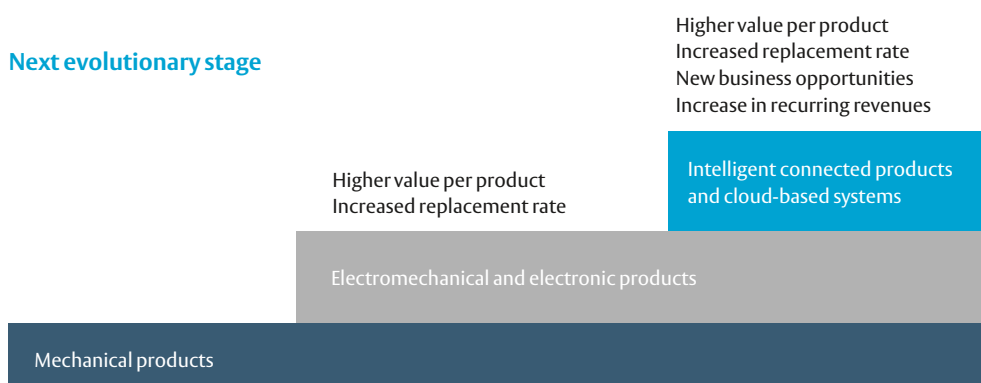 Next evolutionary stage
Higher value per product
Increased replacement rate
New business opportunities
Increase in recurring revenues
Higher value per product
Increased replacement rate
Intelligent connected products
and cloud-based systems
Electromechanical and electronic products
Mechanical products